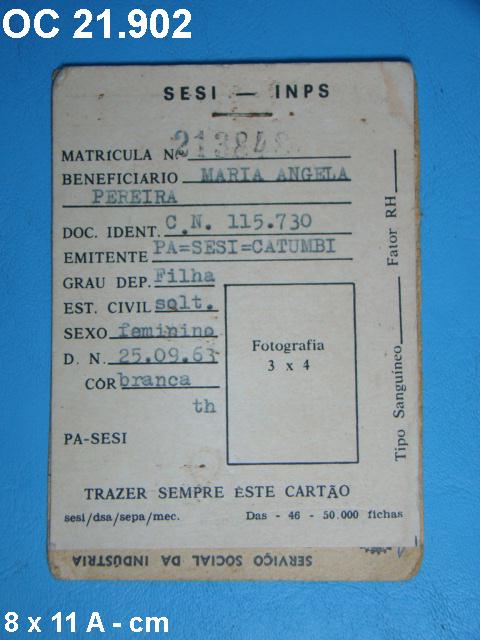 OC 21.902
SESI — INPS
MATRÍCULA Nº 213848
BENEFICIÁRIO MARIA ANGELA
PEREIRA
DOC. IDENT. C.N. 115.730
EMITENTE PA=SESI=CATUMBI
GRAU DEP. Filha
EST. CIVIL solt.
SEXO feminino
D. N. 25.09.63
CÔR branca
th
PA-SESI
Fotografia
3 x 4
Tipo Sanguíneo Fator RH
TRAZER SEMPRE ÊSTE CARTÃO
sesi/dsa/sepa/mec. Das - 46 - 50.000 fichas
SERVIÇO SOCIAL DA INDÚSTRIA
8 x 11 A - cm